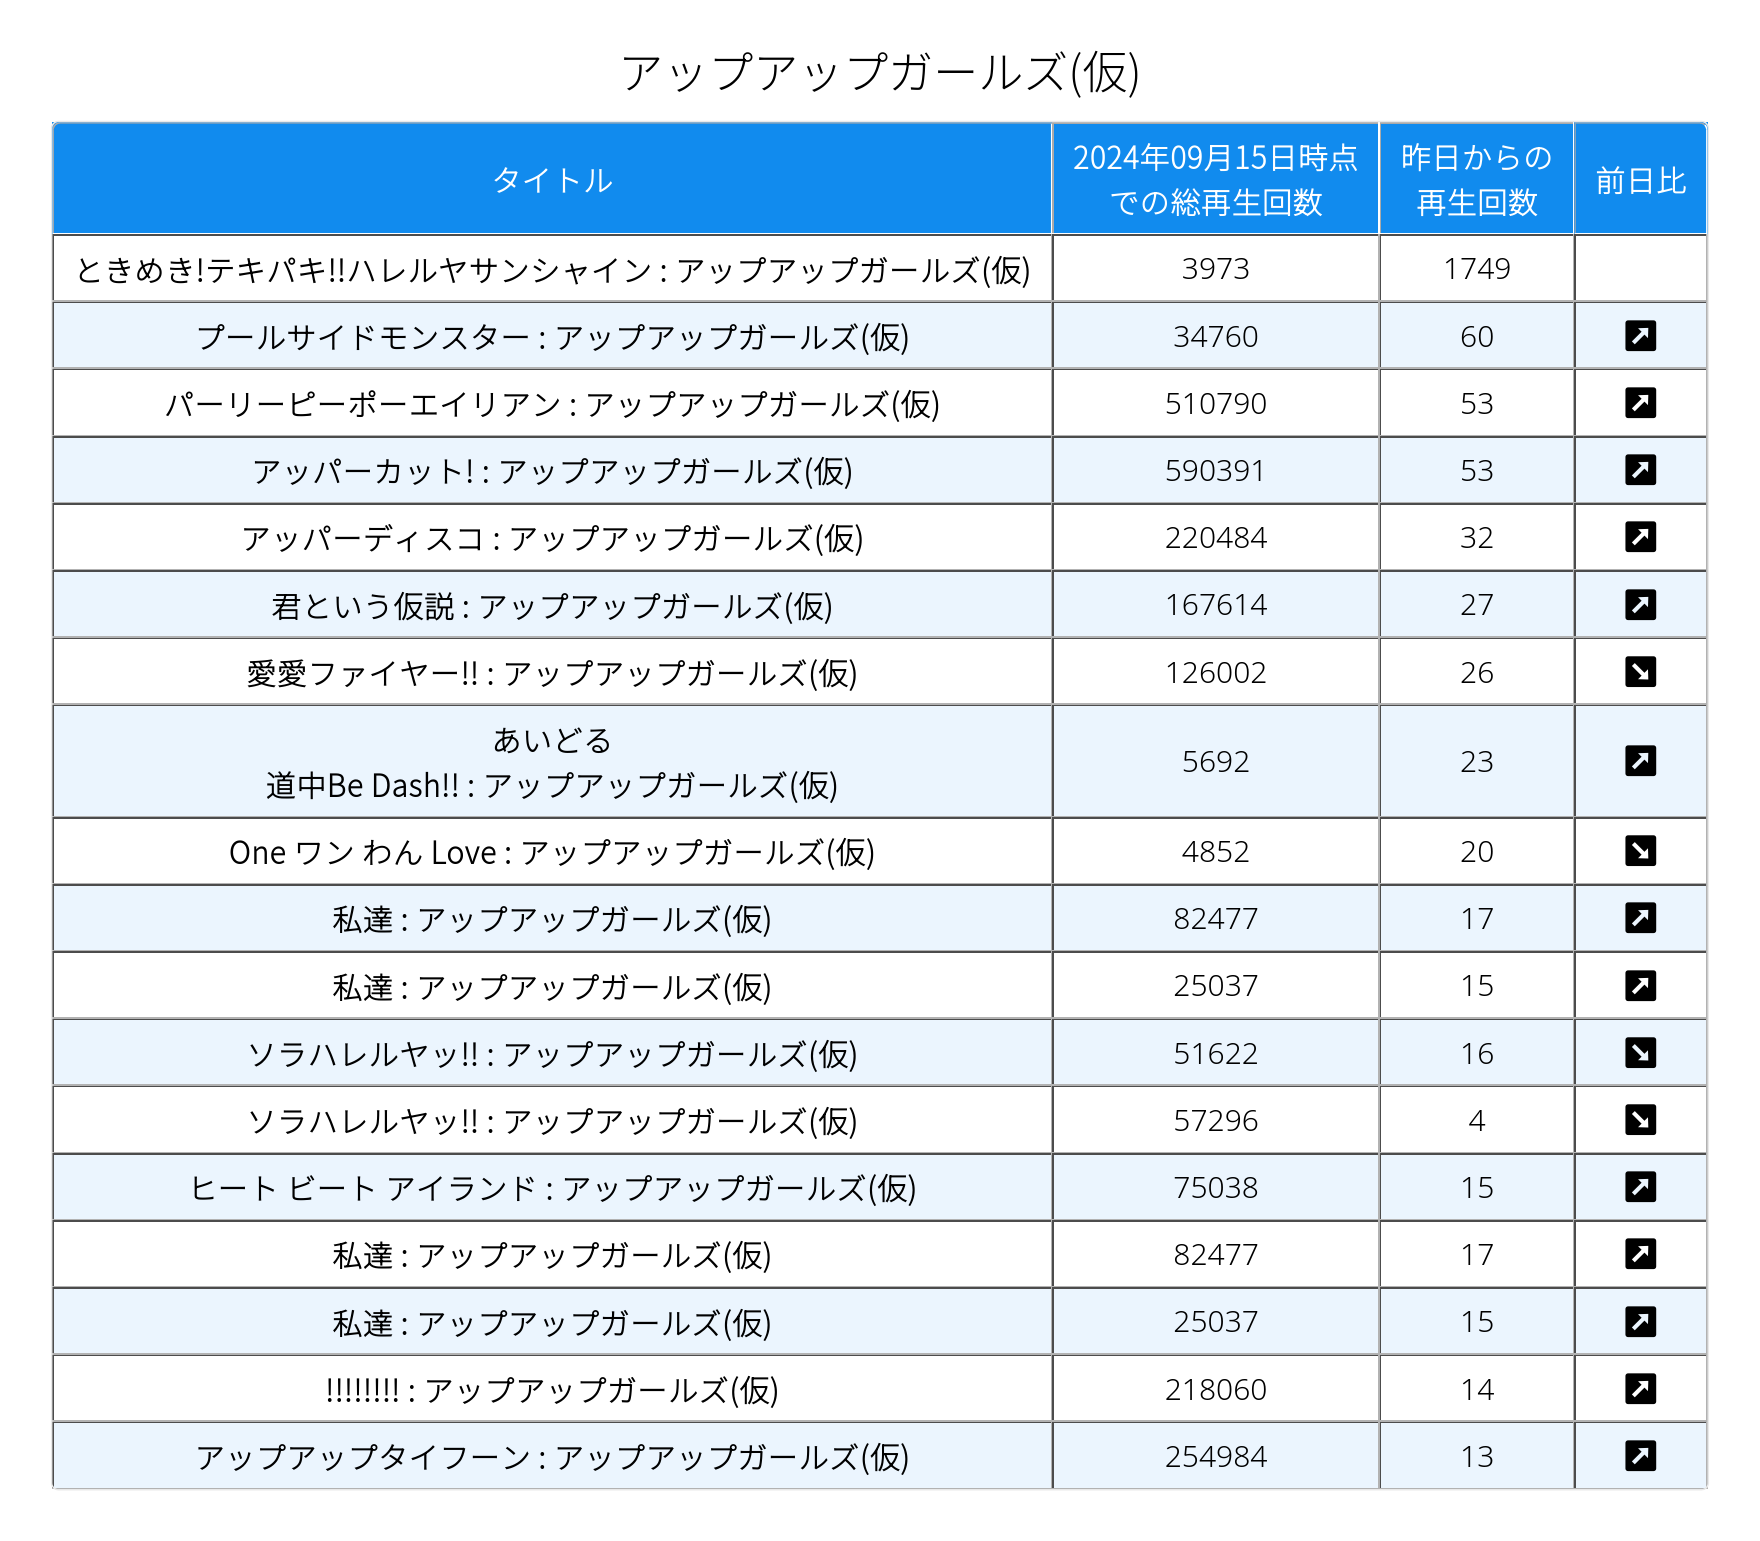 アップアップガールズ(仮)
タイトル 2024年09月15日時点での総再生回数 昨日からの再生回数 前日比
ときめき!テキパキ!!ハレルヤサンシャイン : アップアップガールズ(仮) 3973 1749
プールサイドモンスター : アップアップガールズ(仮) 34760 60
パーリーピーポーエイリアン : アップアップガールズ(仮) 510790 53
アッパーカット! : アップアップガールズ(仮) 590391 53
アッパーディスコ : アップアップガールズ(仮) 220484 32
君という仮説 : アップアップガールズ(仮) 167614 27
愛愛ファイヤー!! : アップアップガールズ(仮) 126002 26
あいどる
道中Be Dash!! : アップアップガールズ(仮) 5692 23
One ワン わん Love : アップアップガールズ(仮) 4852 20
私達 : アップアップガールズ(仮) 82477 17
私達 : アップアップガールズ(仮) 25037 15
ソラハレルヤッ!! : アップアップガールズ(仮) 51622 16
ソラハレルヤッ!! : アップアップガールズ(仮) 57296 4
ヒート ビート アイランド : アップアップガールズ(仮) 75038 15
私達 : アップアップガールズ(仮) 82477 17
私達 : アップアップガールズ(仮) 25037 15
!!!!!!!! : アップアップガールズ(仮) 218060 14
アップアップタイフーン : アップアップガールズ(仮) 254984 13